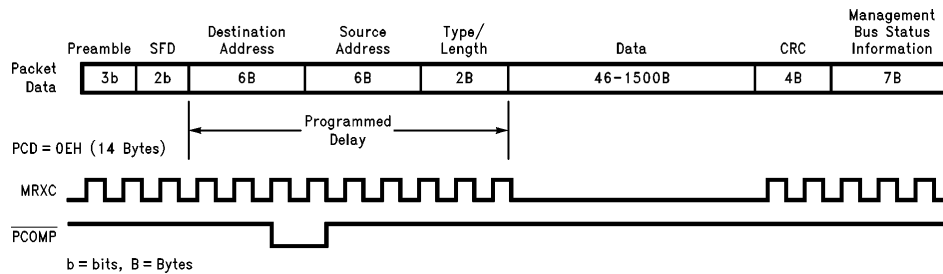 Preamble SFD Destination Address Source Address Type/ Length Data CRC Management Bus Status Information
Packet Data 3b 2b 6B 6B 2B 46-1500B 4B 7B
Programmed Delay
PCD = 0EH (14 Bytes)
MRXC
PCOMP
b = bits, B = Bytes